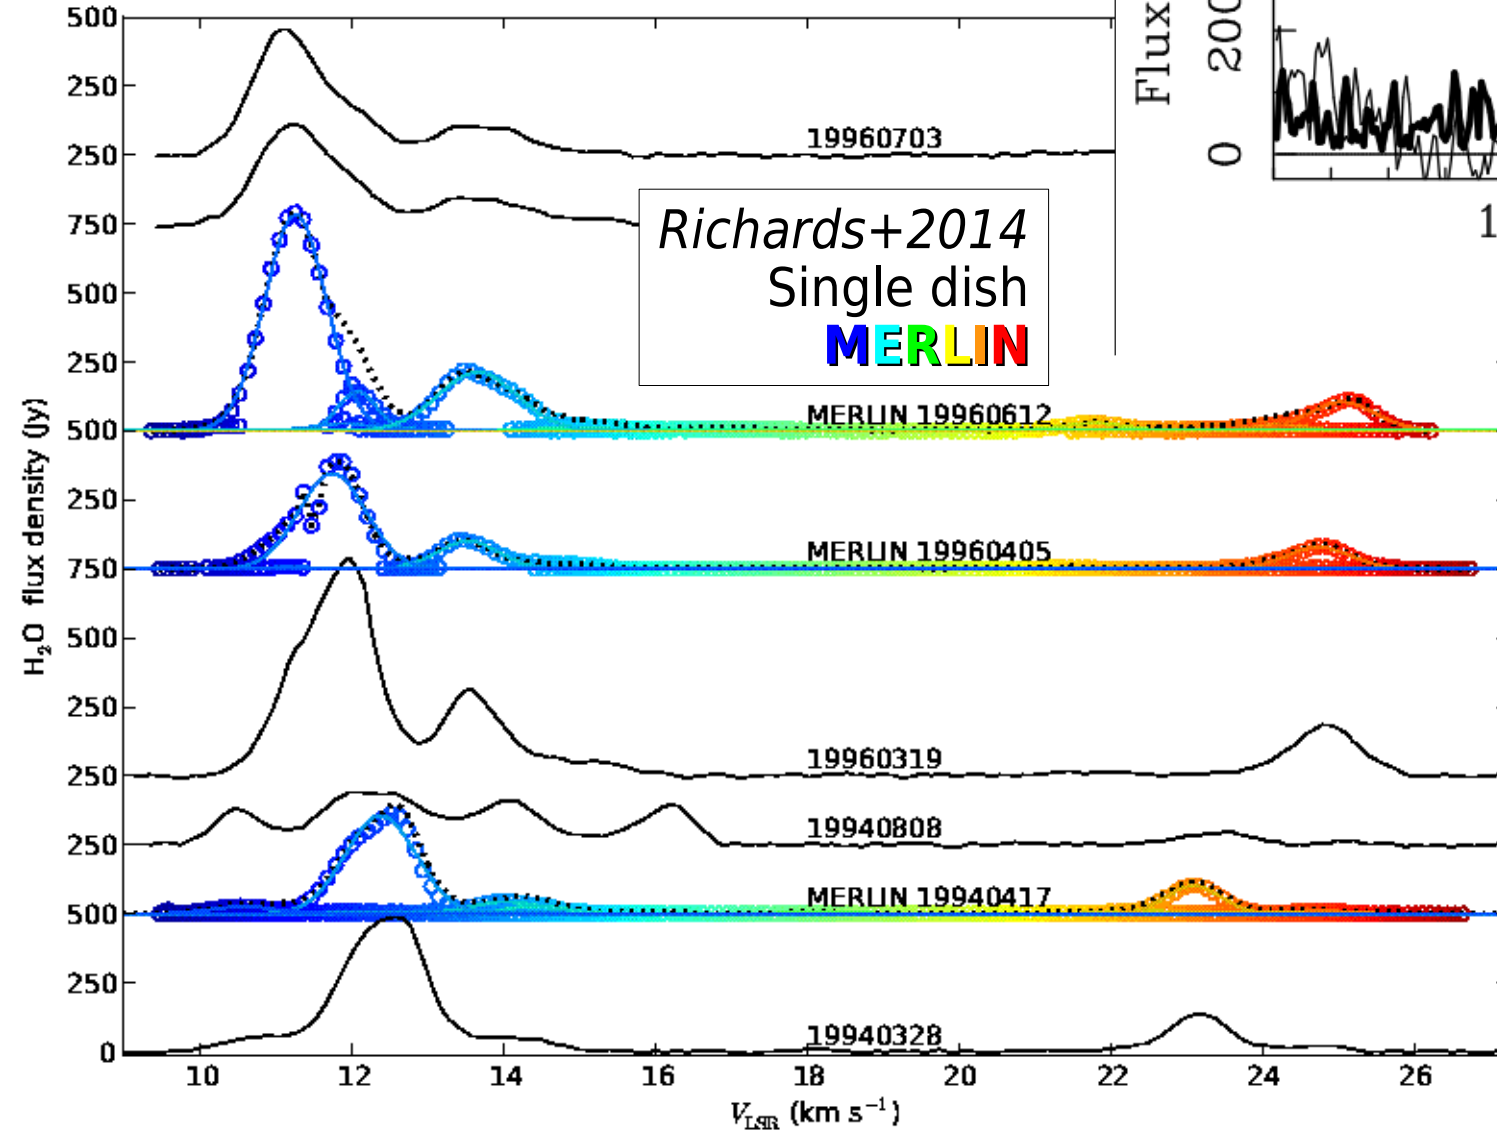 500
250
250
750
500
250
500
250
750
500
250
250
250
500
250
0
H₂O flux density (Jy)
19960703
Richards+2014
Single dish
MERLIN
MERLIN 19960612
MERLIN 19960405
19960319
19940808
MERLIN 19940417
19940328
10 12 14 16 18 20 22 24 26
V_LSR (km s⁻¹)
Flux
200
0
1